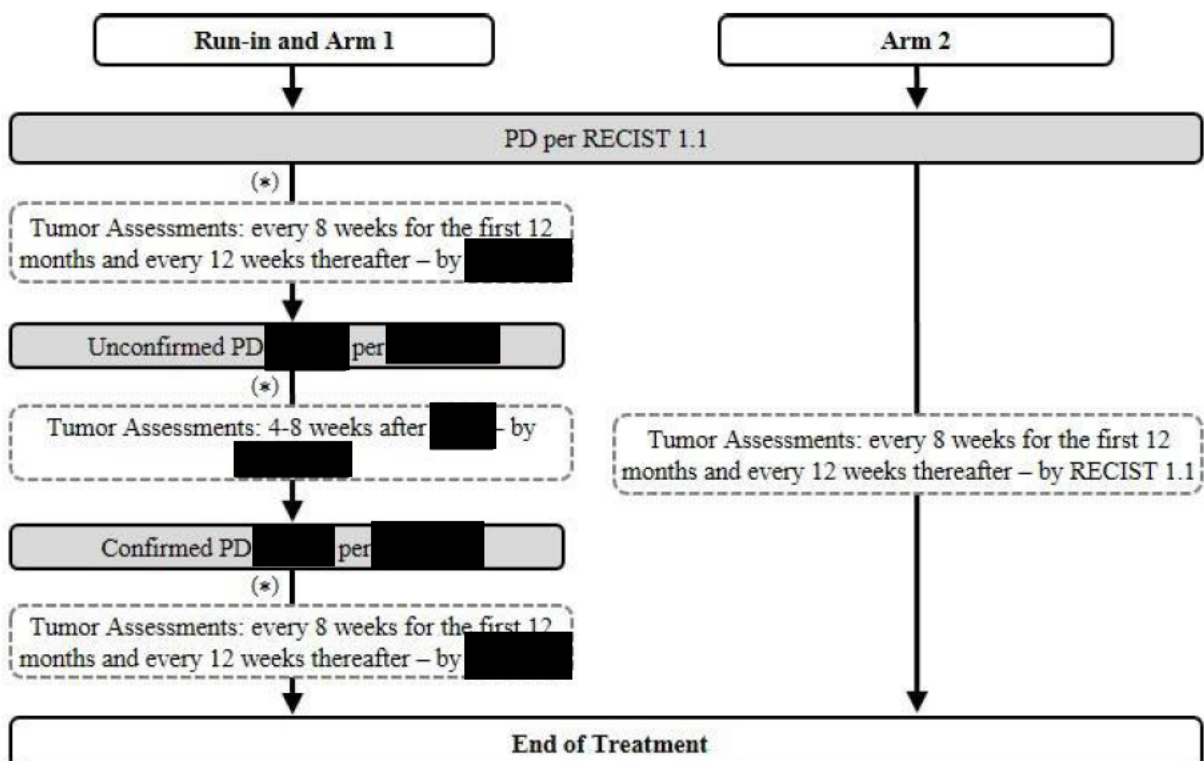 Run-in and Arm 1
Arm 2
PD per RECIST 1.1
(*)
Tumor Assessments: every 8 weeks for the first 12
months and every 12 weeks thereafter – by
Unconfirmed PD per
(*)
Tumor Assessments: 4-8 weeks after – by
Confirmed PD per
(*)
Tumor Assessments: every 8 weeks for the first 12
months and every 12 weeks thereafter – by
Tumor Assessments: every 8 weeks for the first 12
months and every 12 weeks thereafter – by RECIST 1.1
End of Treatment